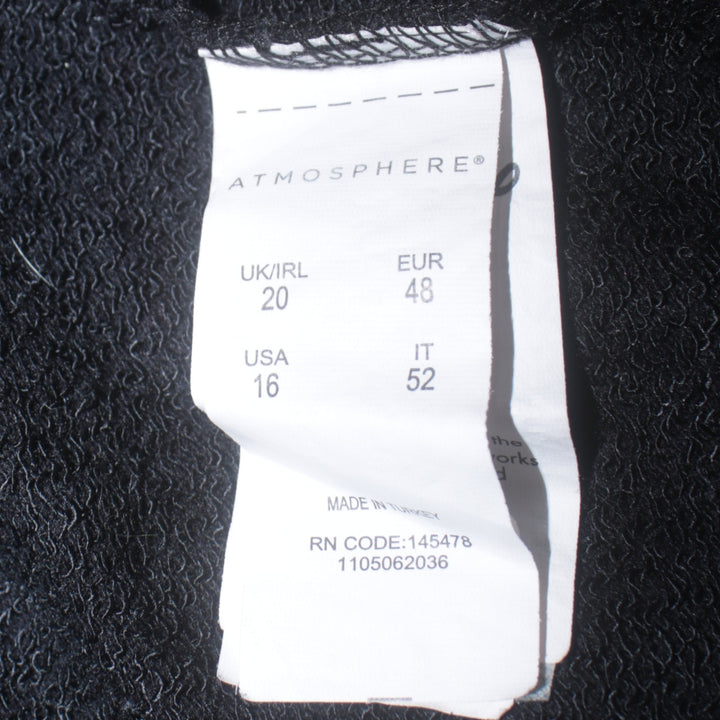 ATMOSPHERE®
UK/IRL EUR
20 48
USA IT
16 52
MADE IN TURKEY
RN CODE:145478
1105062036
the
orks
d